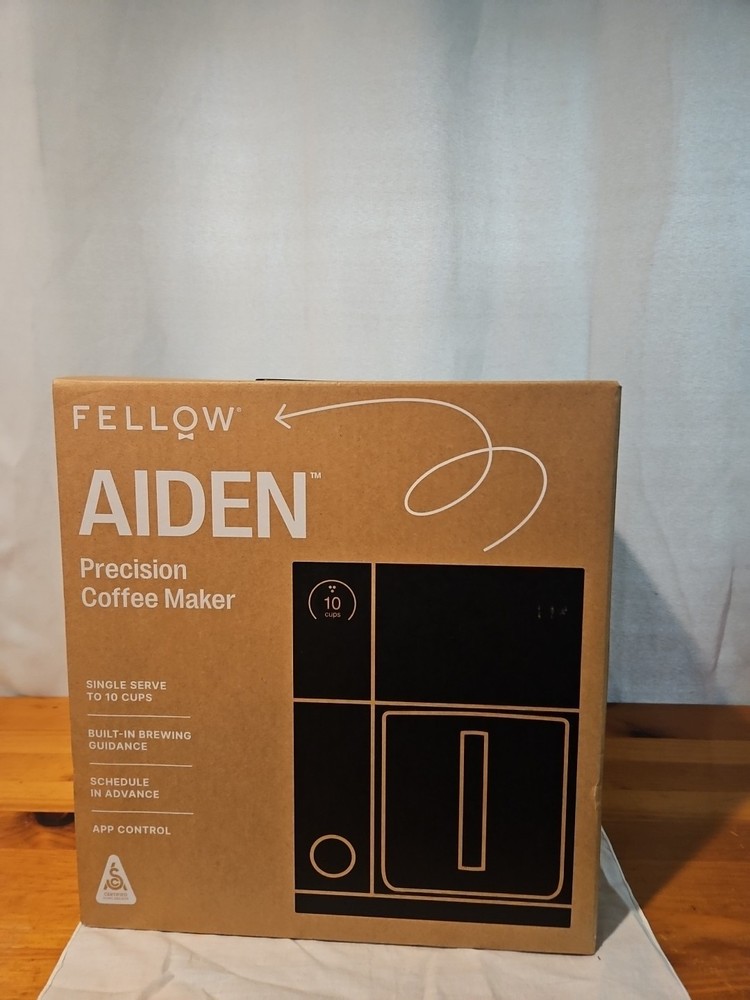 FELLOW®
AIDEN™
Precision
Coffee Maker
10
cups
SINGLE SERVE
TO 10 CUPS
BUILT-IN BREWING
GUIDANCE
SCHEDULE
IN ADVANCE
APP CONTROL